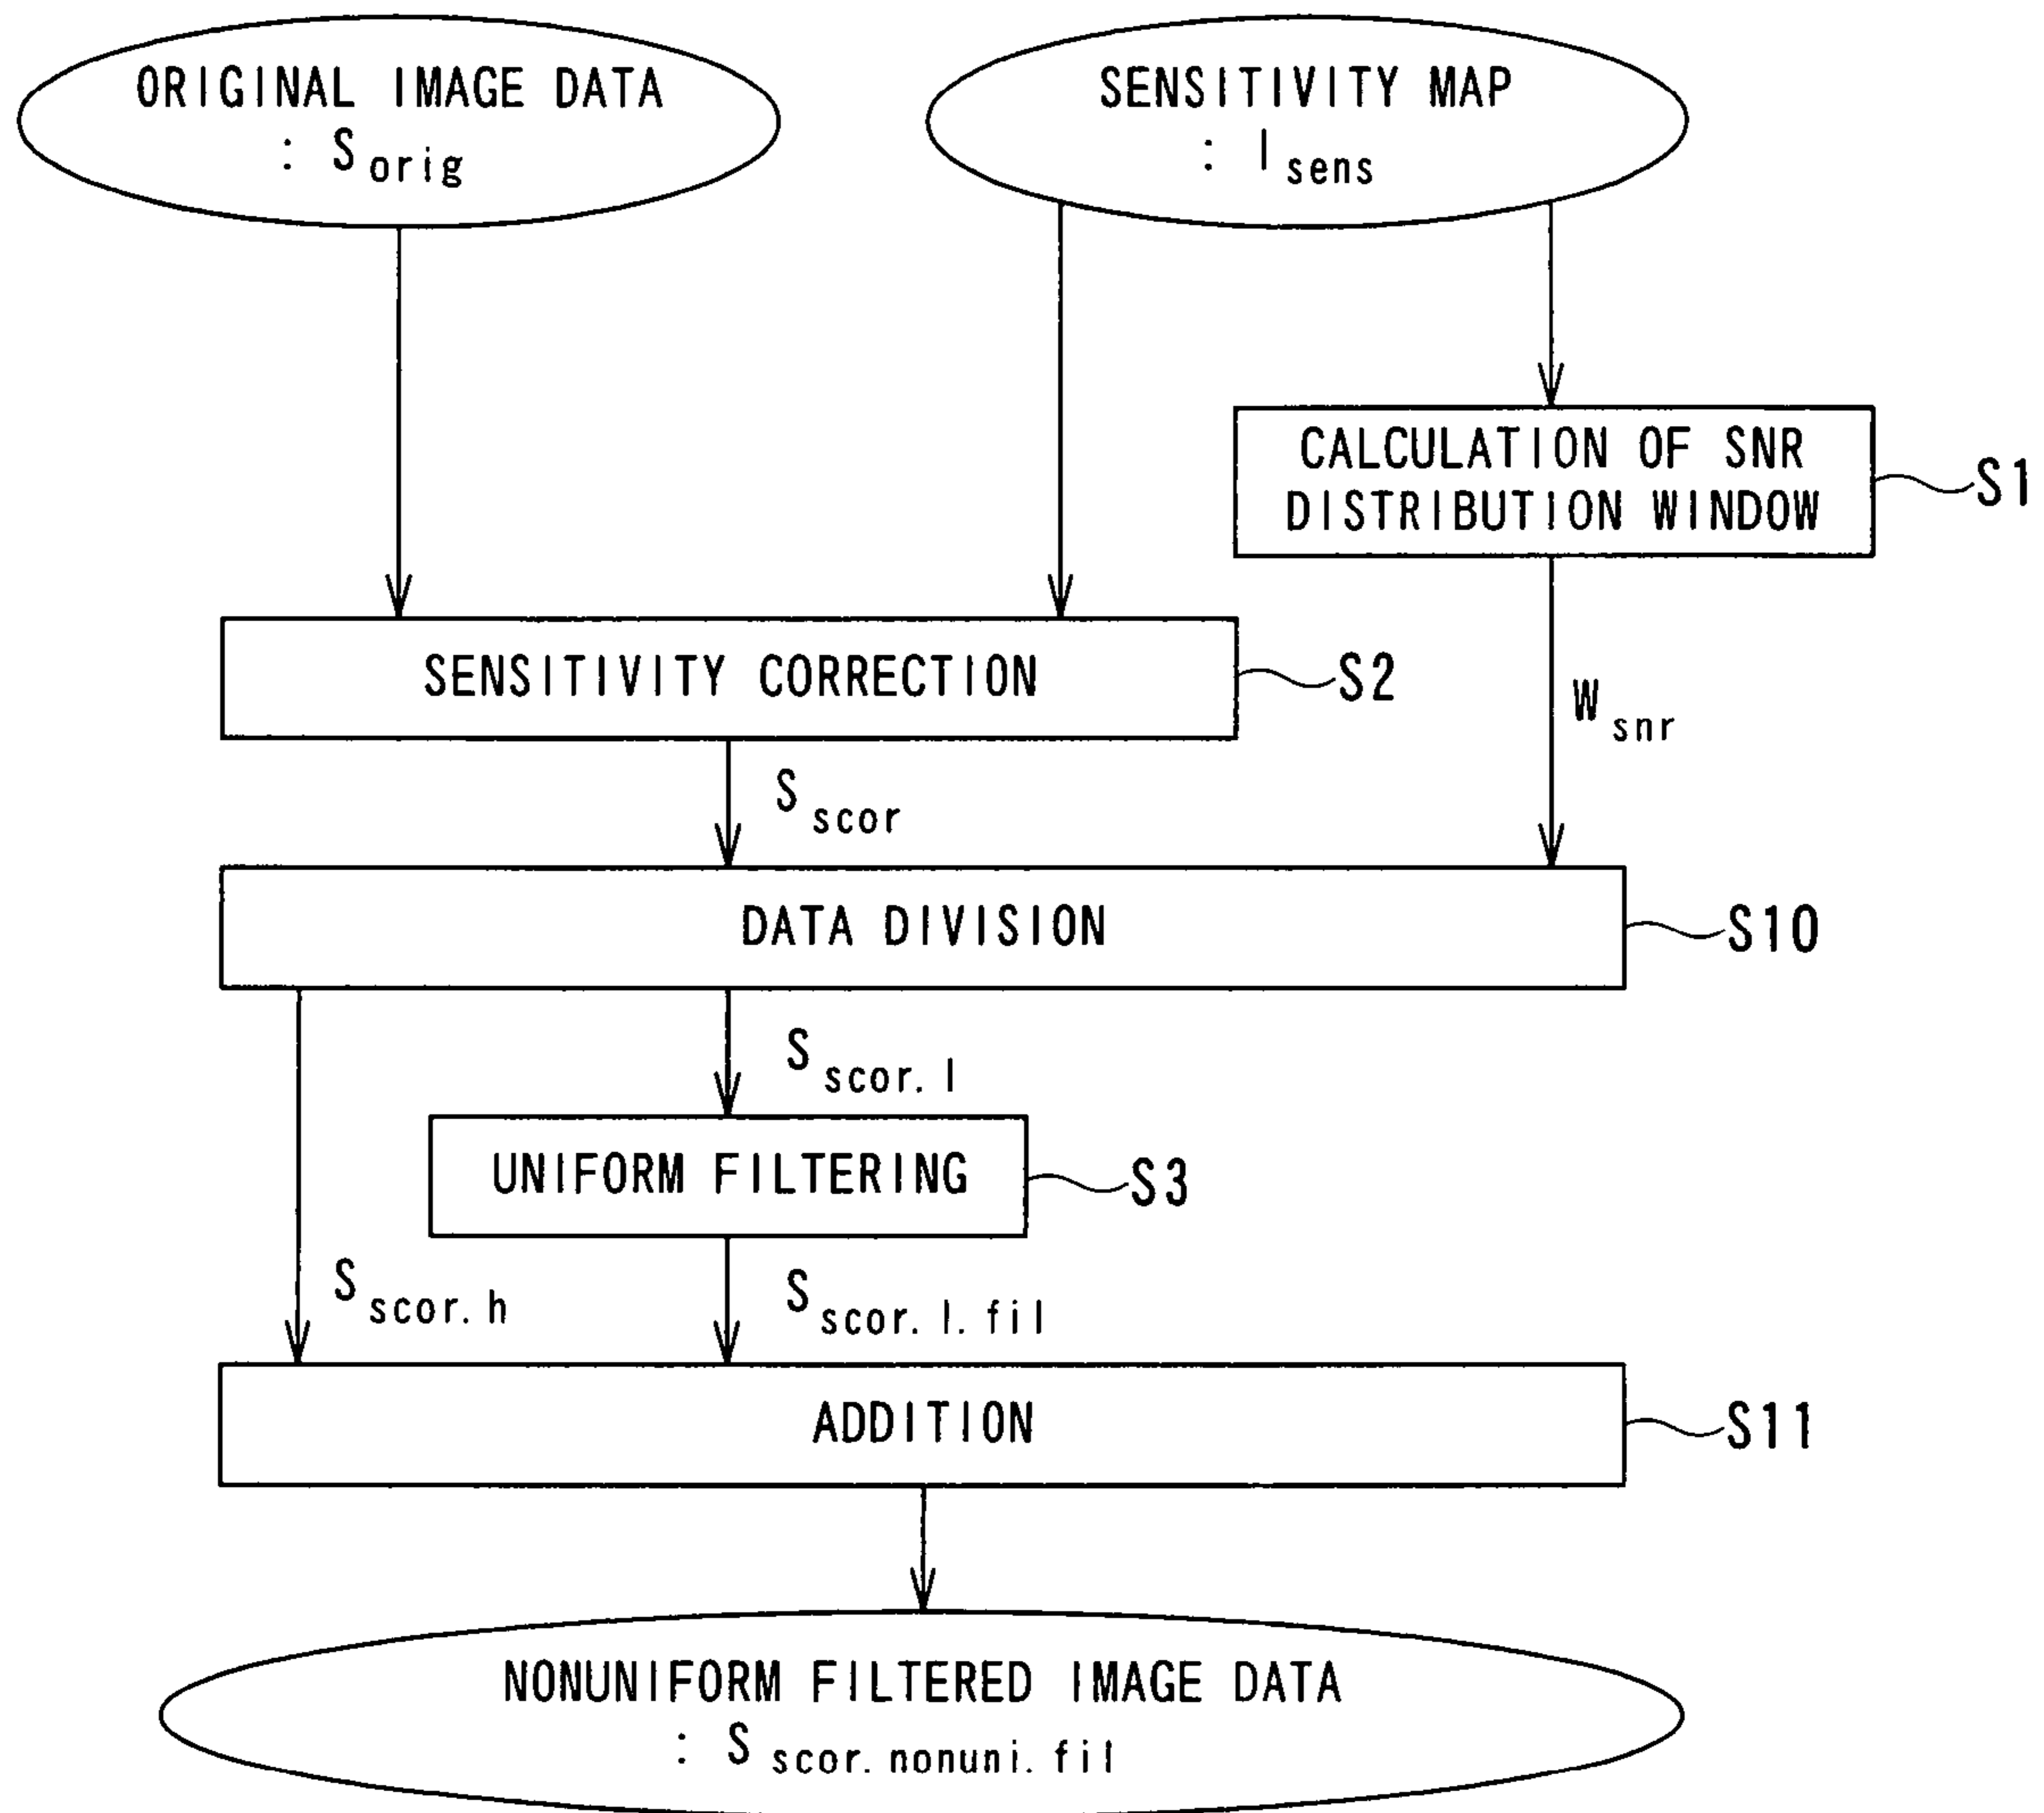 ORIGINAL IMAGE DATA
: S orig
SENSITIVITY MAP
: I sens
CALCULATION OF SNR
DISTRIBUTION WINDOW
S1
SENSITIVITY CORRECTION
S2
W snr
S scor
DATA DIVISION
S10
S scor. l
UNIFORM FILTERING
S3
S scor. h
S scor. l. fil
ADDITION
S11
NONUNIFORM FILTERED IMAGE DATA
: S scor. nonuni. fil